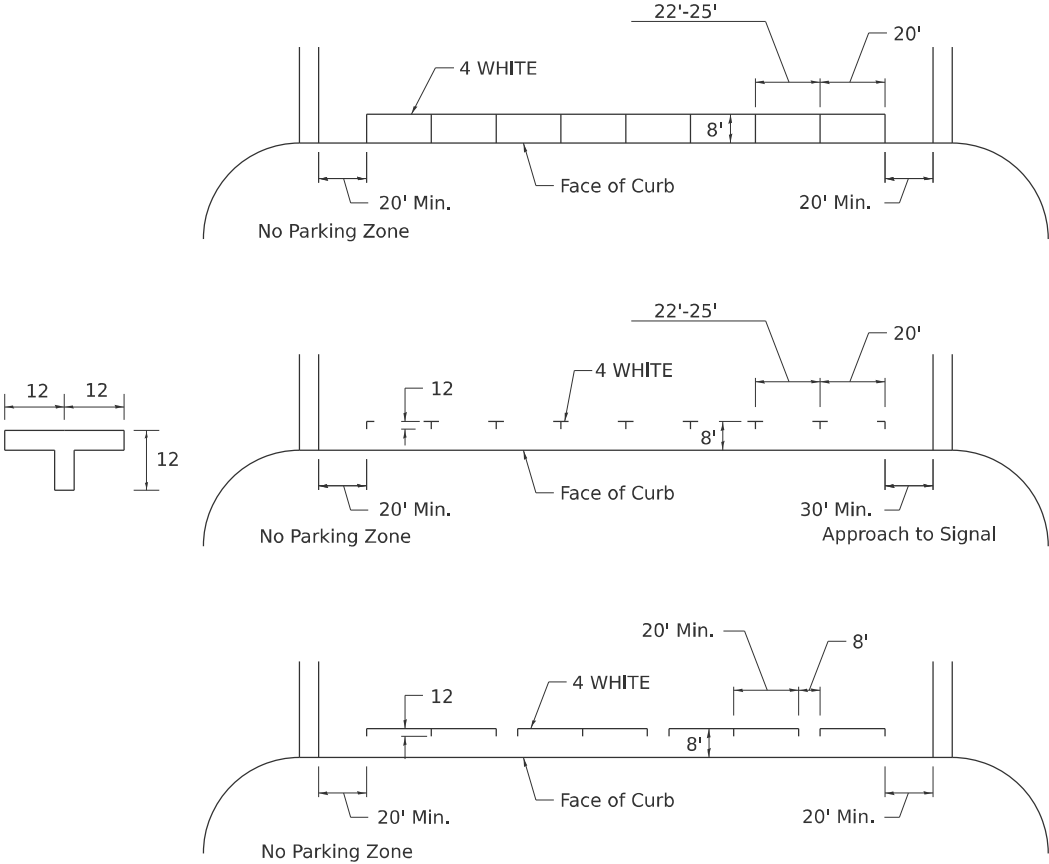 22'-25'
20'
4 WHITE
8'
Face of Curb
20' Min.
20' Min.
No Parking Zone
22'-25'
20'
12
4 WHITE
12 12
12
8'
Face of Curb
20' Min.
30' Min.
No Parking Zone
Approach to Signal
20' Min.
8'
12
4 WHITE
8'
Face of Curb
20' Min.
20' Min.
No Parking Zone